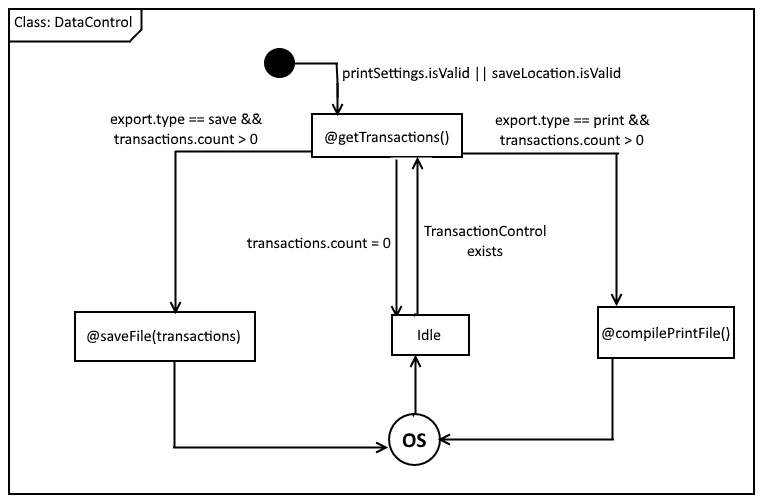 Class: DataControl
printSettings.isValid || saveLocation.isValid
export.type == save &&
transactions.count > 0
@getTransactions()
export.type == print &&
transactions.count > 0
transactions.count = 0
TransactionControl
exists
@saveFile(transactions)
Idle
@compilePrintFile()
OS